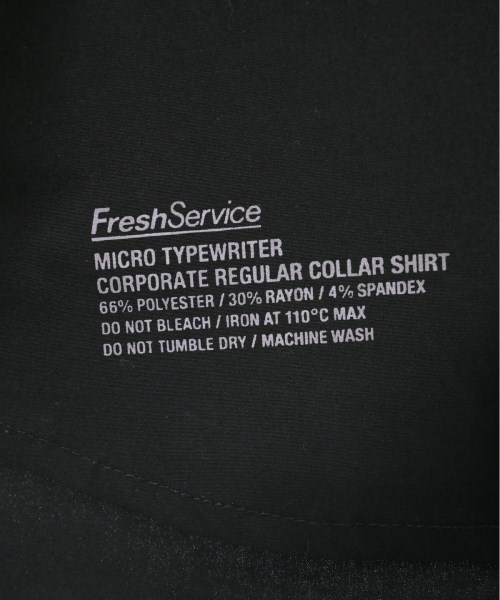 FreshService
MICRO TYPEWRITER
CORPORATE REGULAR COLLAR SHIRT
66% POLYESTER / 30% RAYON / 4% SPANDEX
DO NOT BLEACH / IRON AT 110°C MAX
DO NOT TUMBLE DRY / MACHINE WASH